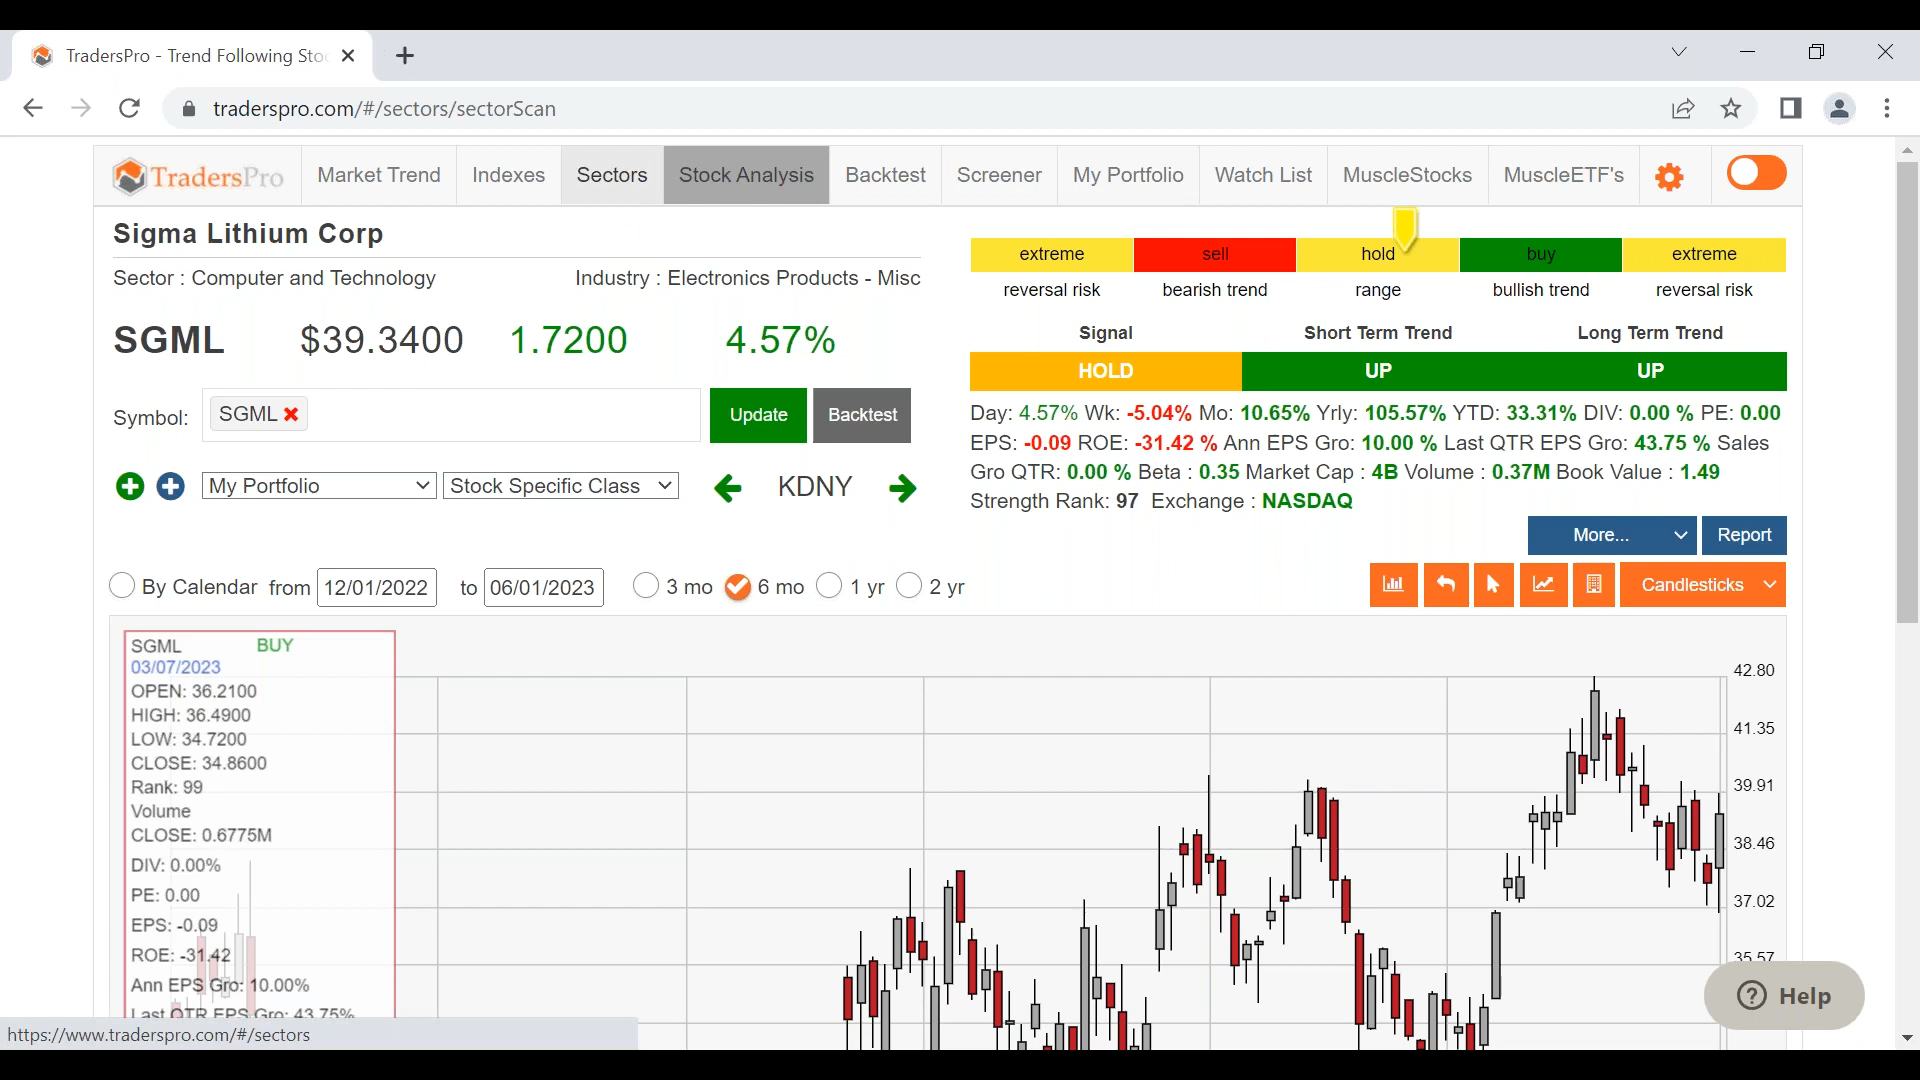 TradersPro - Trend Following Sto
traderspro.com/#/sectors/sectorScan
TradersPro Market Trend Indexes Sectors Stock Analysis Backtest Screener My Portfolio Watch List MuscleStocks MuscleETF's
Sigma Lithium Corp
Sector : Computer and Technology Industry : Electronics Products - Misc
SGML $39.3400 1.7200 4.57%
Symbol: SGML Update Backtest
My Portfolio Stock Specific Class KDNY
extreme sell hold buy extreme
reversal risk bearish trend range bullish trend reversal risk
Signal Short Term Trend Long Term Trend
HOLD UP UP
Day: 4.57% Wk: -5.04% Mo: 10.65% Yrly: 105.57% YTD: 33.31% DIV: 0.00 % PE: 0.00
EPS: -0.09 ROE: -31.42 % Ann EPS Gro: 10.00 % Last QTR EPS Gro: 43.75 % Sales
Gro QTR: 0.00 % Beta : 0.35 Market Cap : 4B Volume : 0.37M Book Value : 1.49
Strength Rank: 97 Exchange : NASDAQ
More... Report
By Calendar from 12/01/2022 to 06/01/2023 3 mo 6 mo 1 yr 2 yr Candlesticks
SGML BUY
03/07/2023
OPEN: 36.2100
HIGH: 36.4900
LOW: 34.7200
CLOSE: 34.8600
Rank: 99
Volume
CLOSE: 0.6775M
DIV: 0.00%
PE: 0.00
EPS: -0.09
ROE: -31.42
Ann EPS Gro: 10.00%
Last QTR EPS Gro: 43.75%
42.80
41.35
39.91
38.46
37.02
35.57
Help
https://www.traderspro.com/#/sectors